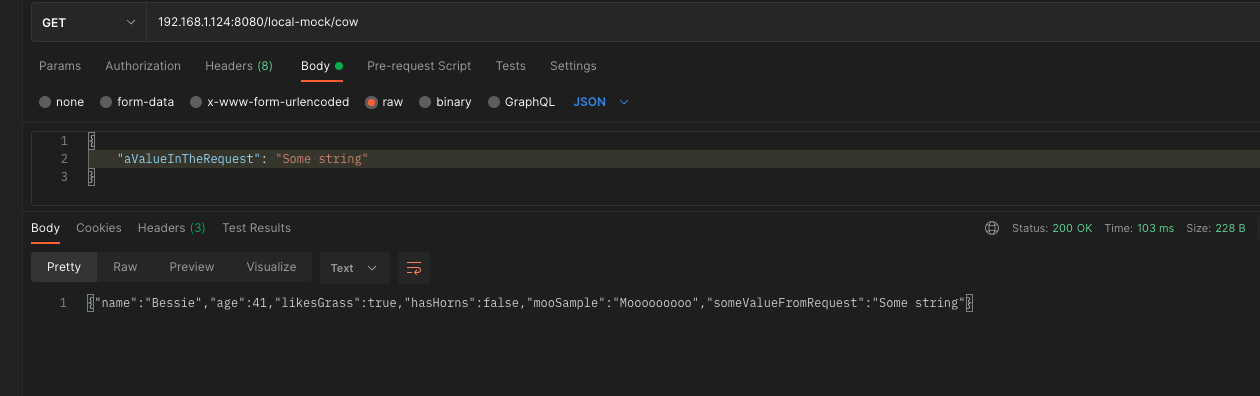 GET 192.168.1.124:8080/local-mock/cow
Params Authorization Headers (8) Body Pre-request Script Tests Settings
none form-data x-www-form-urlencoded raw binary GraphQL JSON
1 {
2 "aValueInTheRequest": "Some string"
3 }
Body Cookies Headers (3) Test Results Status: 200 OK Time: 103 ms Size: 228 B
Pretty Raw Preview Visualize Text
1 {"name":"Bessie","age":41,"likesGrass":true,"hasHorns":false,"mooSample":"Mooooooooo","someValueFromRequest":"Some string"}